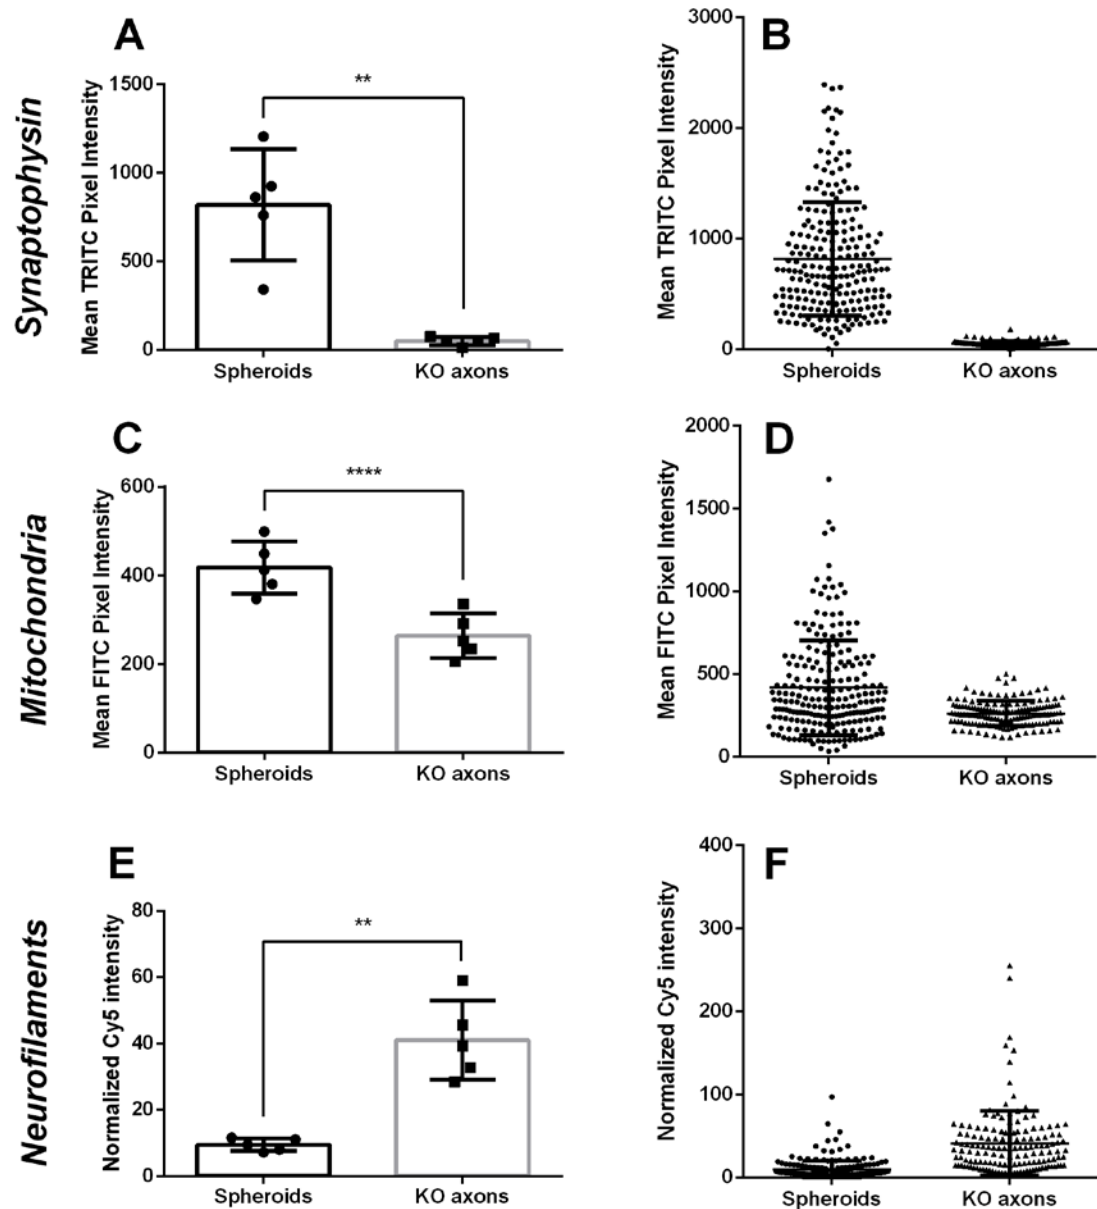 Synaptophysin
A
Mean TRITC Pixel Intensity
1500
1000
500
0
**
Spheroids
KO axons
B
Mean TRITC Pixel Intensity
3000
2000
1000
0
Spheroids
KO axons
Mitochondria
C
Mean FITC Pixel Intensity
600
400
200
0
****
Spheroids
KO axons
D
Mean FITC Pixel Intensity
2000
1500
1000
500
0
Spheroids
KO axons
Neurofilaments
E
Normalized Cy5 intensity
80
60
40
20
0
**
Spheroids
KO axons
F
Normalized Cy5 intensity
400
300
200
100
0
Spheroids
KO axons